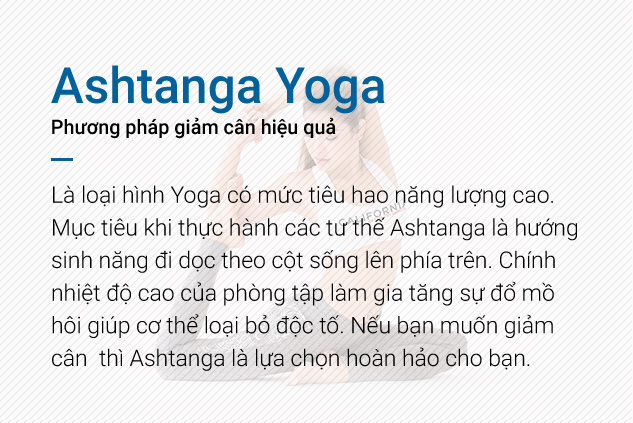 Ashtanga Yoga
Phương pháp giảm cân hiệu quả
Là loại hình Yoga có mức tiêu hao năng lượng cao.
Mục tiêu khi thực hành các tư thế Ashtanga là hướng
sinh năng đi dọc theo cột sống lên phía trên. Chính
nhiệt độ cao của phòng tập làm gia tăng sự đổ mồ
hôi giúp cơ thể loại bỏ độc tố. Nếu bạn muốn giảm
cân  thì Ashtanga là lựa chọn hoàn hảo cho bạn.
CALIFORNI